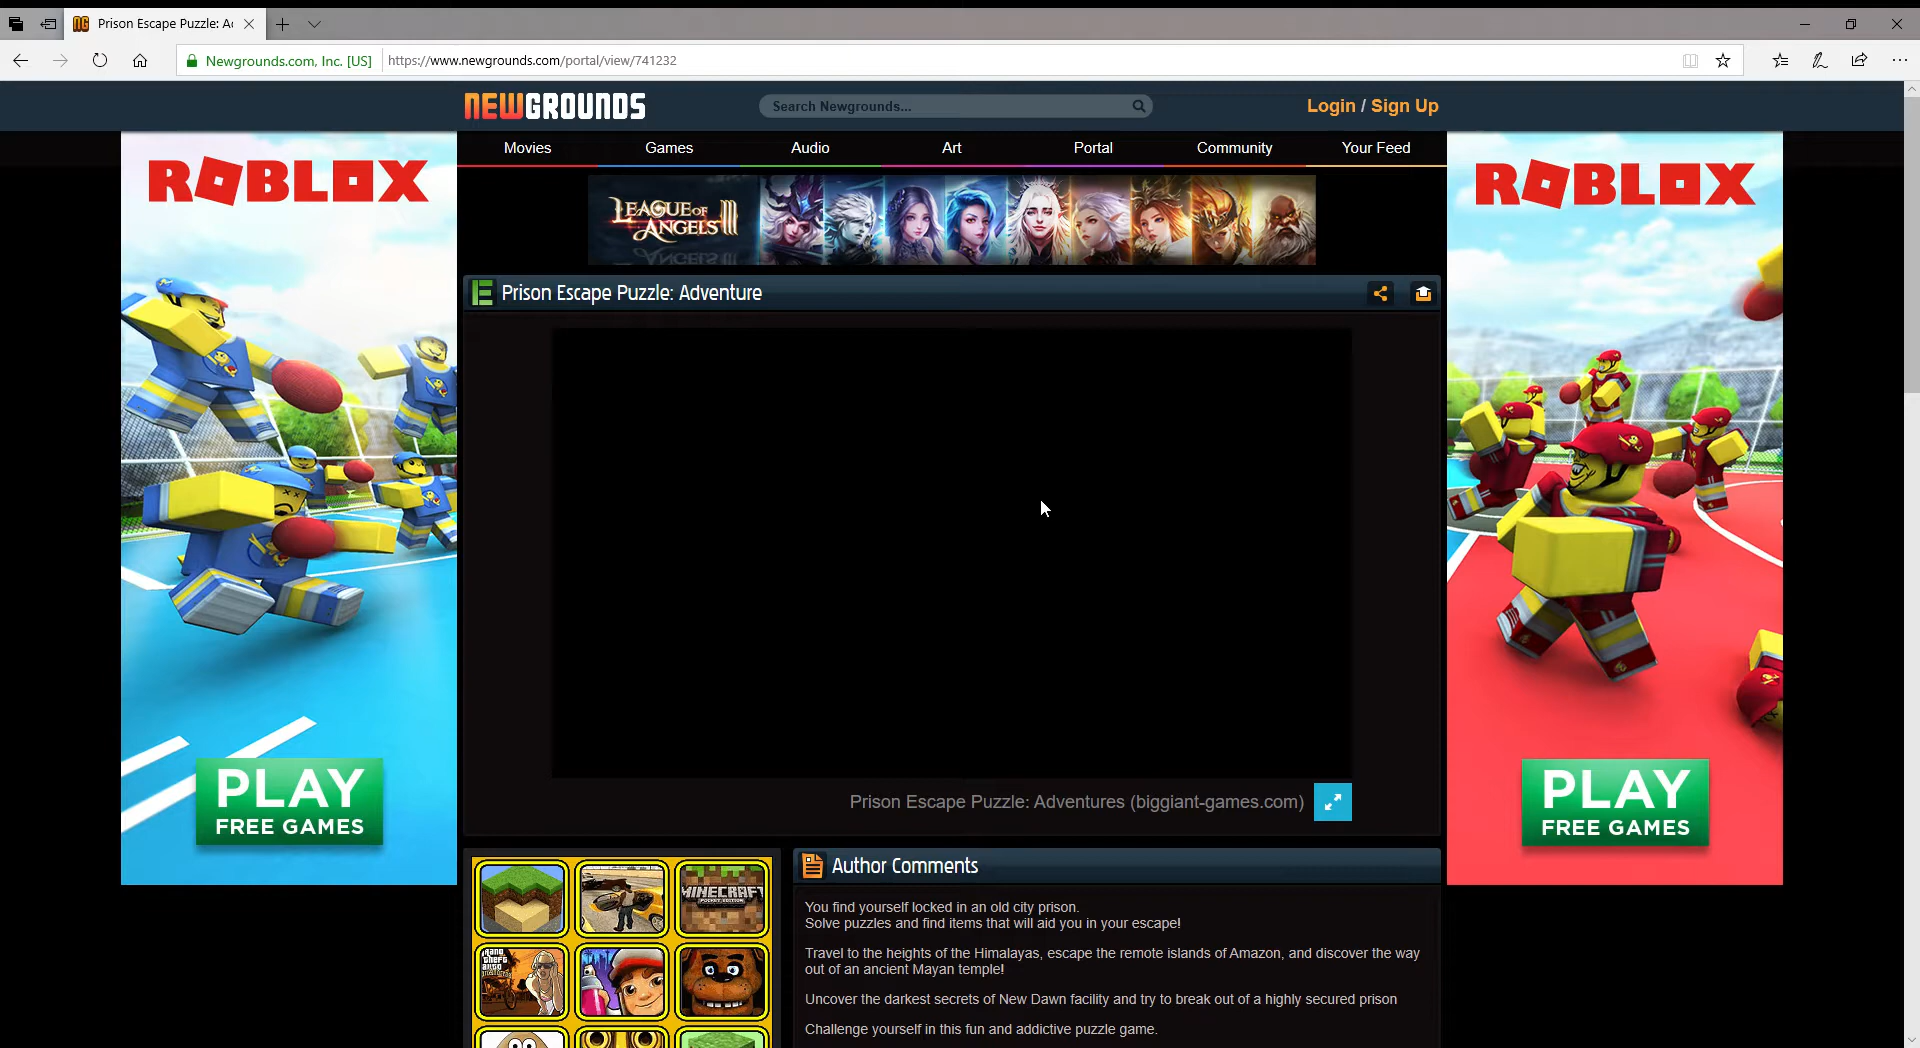 Prison Escape Puzzle: A
Newgrounds.com, Inc. [US]
https://www.newgrounds.com/portal/view/741232
NEWGROUNDS
Search Newgrounds...
Login / Sign Up
Movies
Games
Audio
Art
Portal
Community
Your Feed
ROBLOX
ROBLOX
LEAGUE OF
ANGELS III
E
Prison Escape Puzzle: Adventure
PLAY
FREE GAMES
PLAY
FREE GAMES
Prison Escape Puzzle: Adventures (biggiant-games.com)
MINECRAFT
POCKET EDITION
grand
theft
auto
Author Comments
You find yourself locked in an old city prison.
Solve puzzles and find items that will aid you in your escape!
Travel to the heights of the Himalayas, escape the remote islands of Amazon, and discover the way
out of an ancient Mayan temple!
Uncover the darkest secrets of New Dawn facility and try to break out of a highly secured prison
Challenge yourself in this fun and addictive puzzle game.